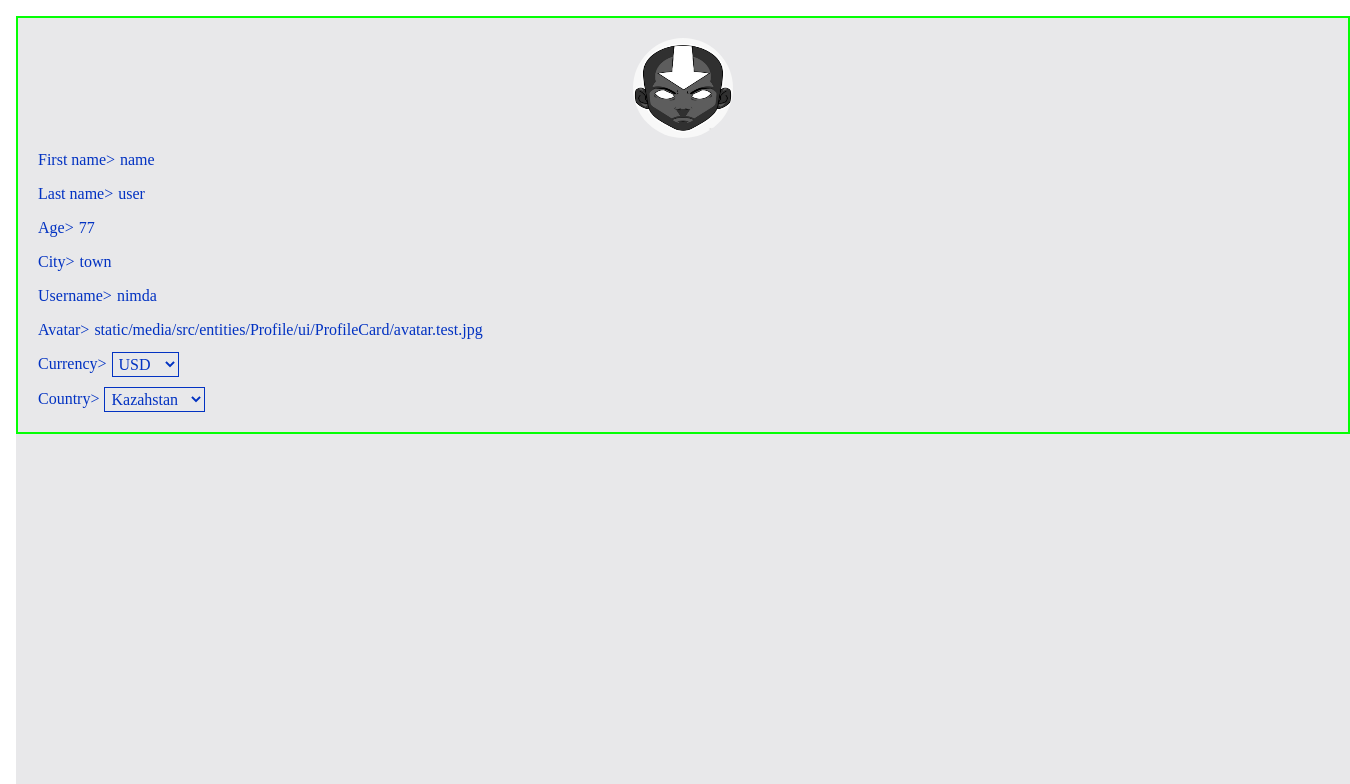 First name> name
Last name> user
Age> 77
City> town
Username> nimda
Avatar> static/media/src/entities/Profile/ui/ProfileCard/avatar.test.jpg
Currency> USD
Country> Kazahstan